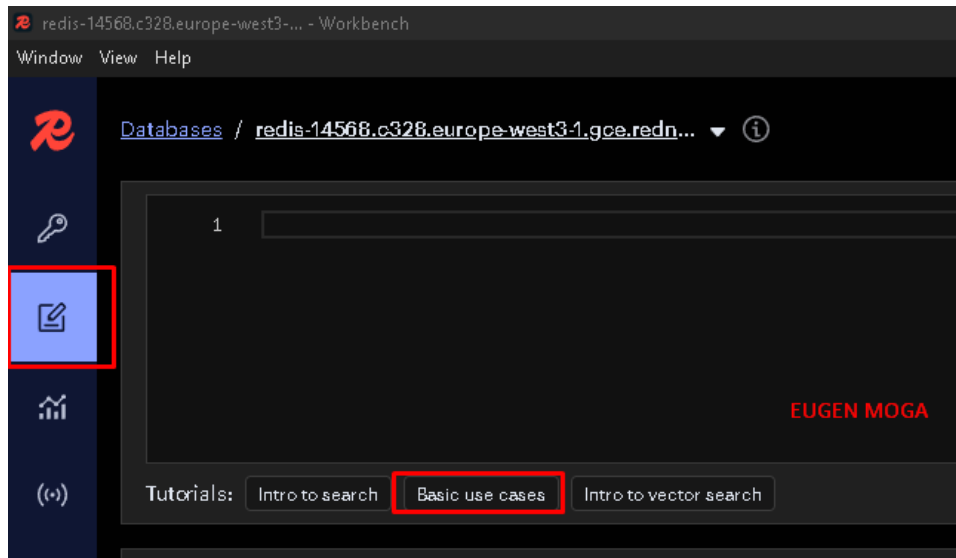 redis-14568.c328.europe-west3-... - Workbench
Window View Help
Databases / redis-14568.c328.europe-west3-1.gce.redn...
1
EUGEN MOGA
Tutorials: Intro to search Basic use cases Intro to vector search